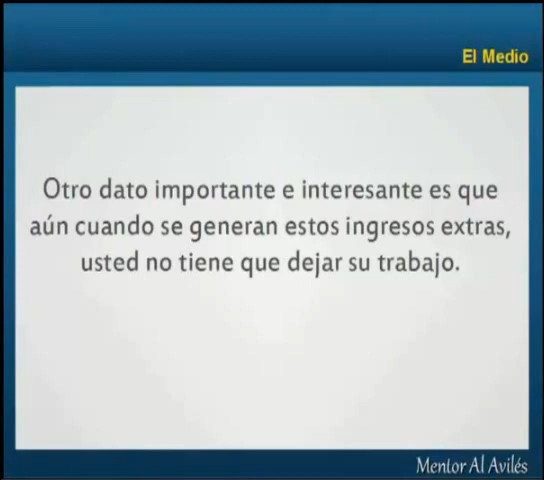 El Medio
Otro dato importante e interesante es que
aún cuando se generan estos ingresos extras,
usted no tiene que dejar su trabajo.
Mentor Al Avilés